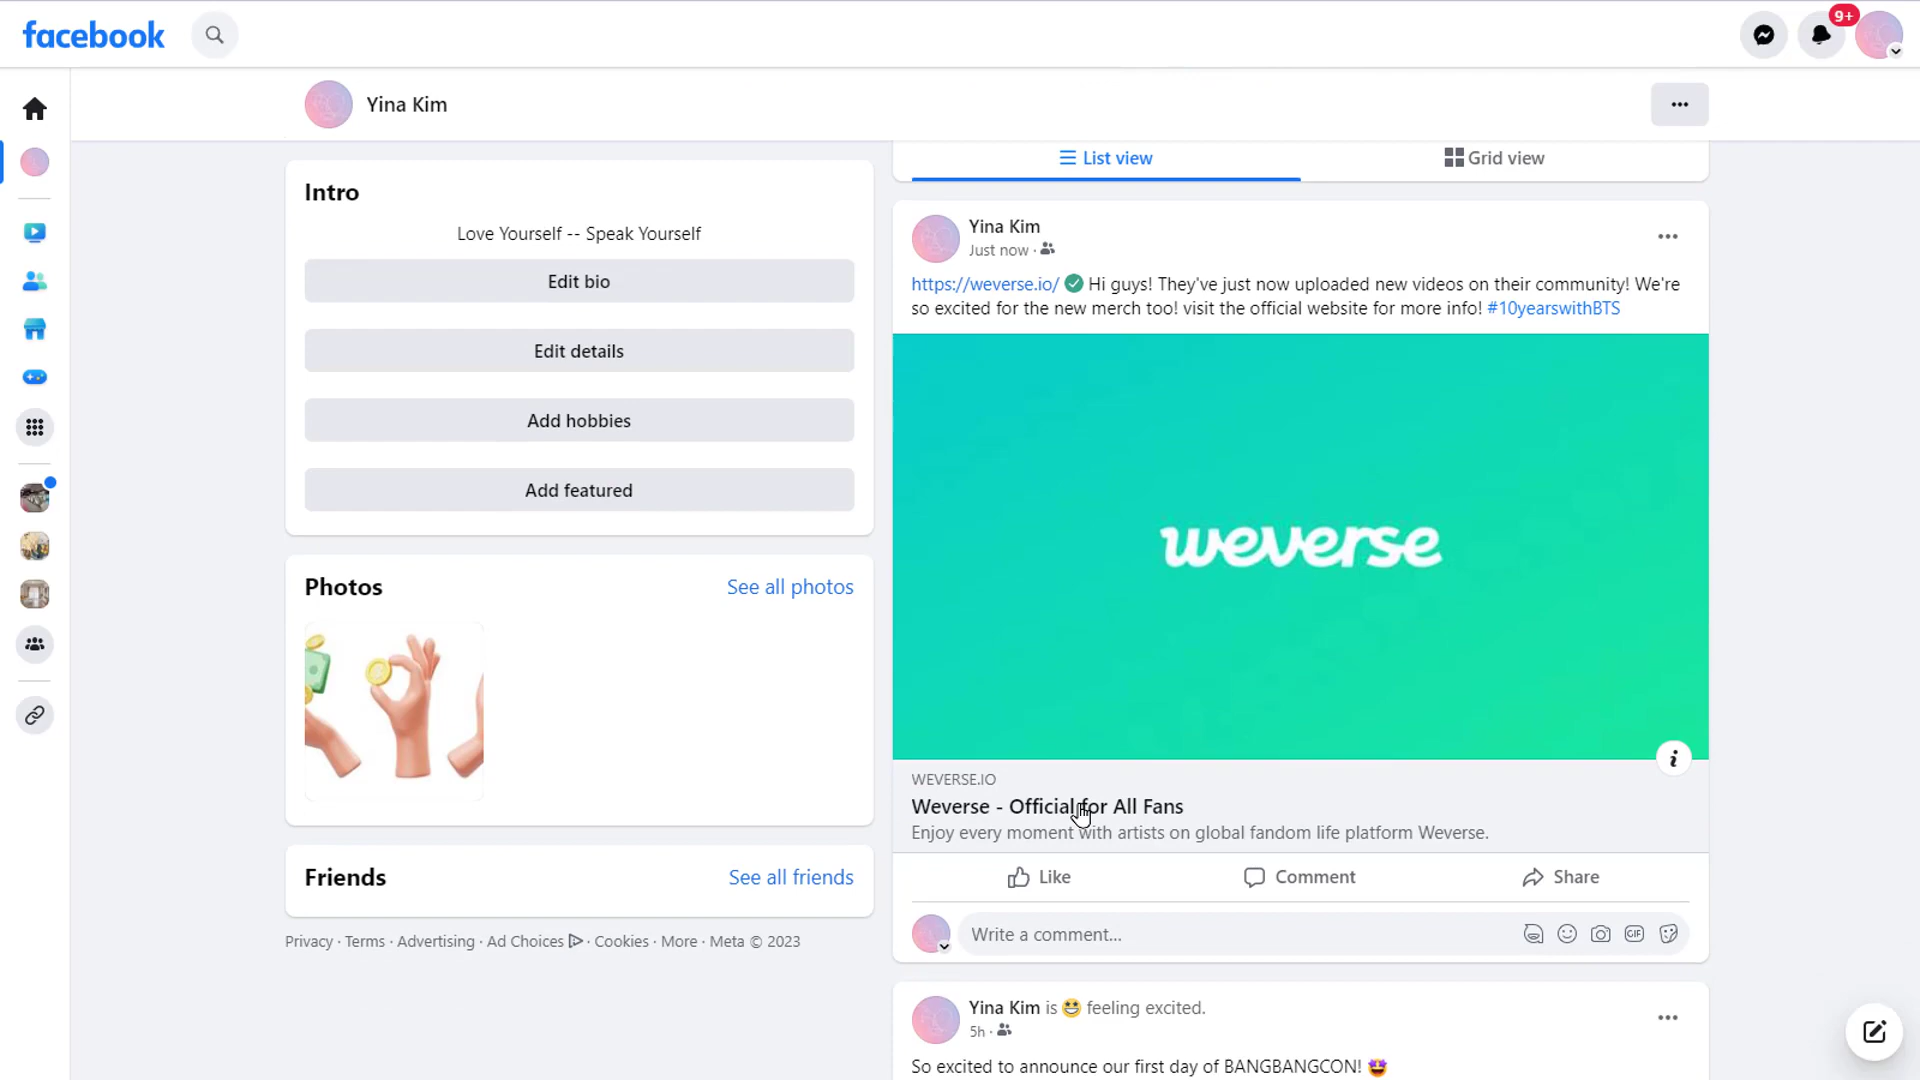 facebook
9+
Yina Kim
List view
Grid view
Intro
Love Yourself -- Speak Yourself
Edit bio
Edit details
Add hobbies
Add featured
Photos
See all photos
Friends
See all friends
Privacy · Terms · Advertising · Ad Choices · Cookies · More · Meta © 2023
Yina Kim
Just now ·
https://weverse.io/ ✅ Hi guys! They've just now uploaded new videos on their community! We're
so excited for the new merch too! visit the official website for more info! #10yearswithBTS
weverse
i
WEVERSE.IO
Weverse - Official for All Fans
Enjoy every moment with artists on global fandom life platform Weverse.
Like
Comment
Share
Write a comment...
GIF
Yina Kim is 😀 feeling excited.
5h ·
So excited to announce our first day of BANGBANGCON! 🤩